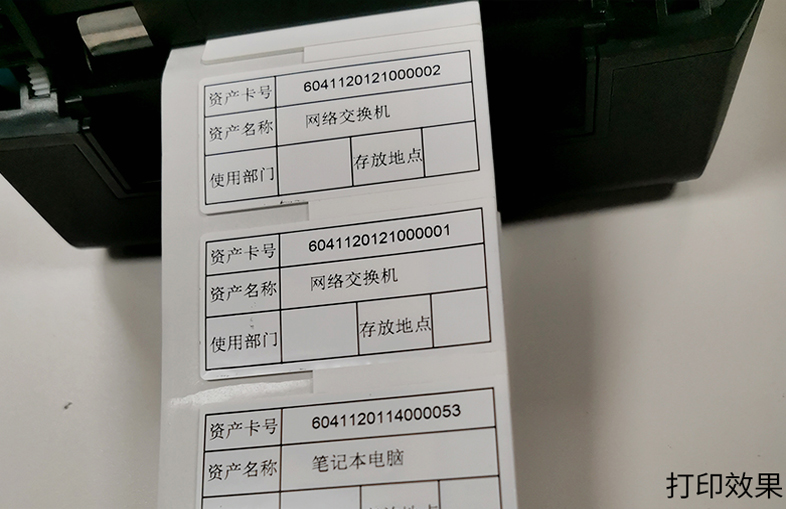 资产卡号 6041120121000002
资产名称 网络交换机
使用部门 存放地点
资产卡号 6041120121000001
资产名称 网络交换机
使用部门 存放地点
资产卡号 6041120114000053
资产名称 笔记本电脑
打印效果